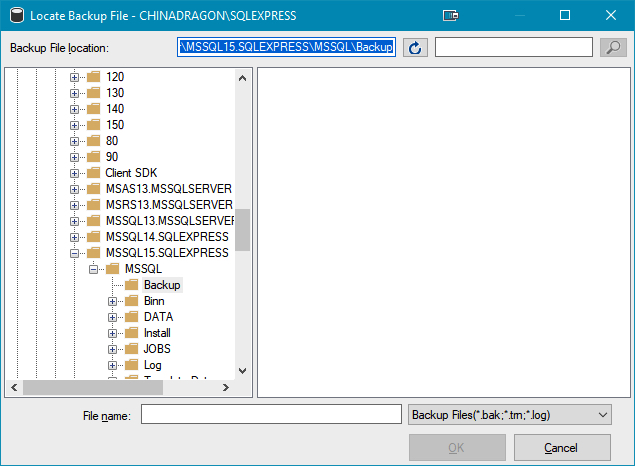 Locate Backup File - CHINADRAGON\SQLEXPRESS
Backup File location:
\MSSQL15.SQLEXPRESS\MSSQL\Backup
120
130
140
150
80
90
Client SDK
MSAS13.MSSQLSERVER
MSRS13.MSSQLSERVER
MSSQL13.MSSQLSERVER
MSSQL14.SQLEXPRESS
MSSQL15.SQLEXPRESS
MSSQL
Backup
Binn
DATA
Install
JOBS
Log
File name:
Backup Files(*.bak;*.trn;*.log)
OK
Cancel